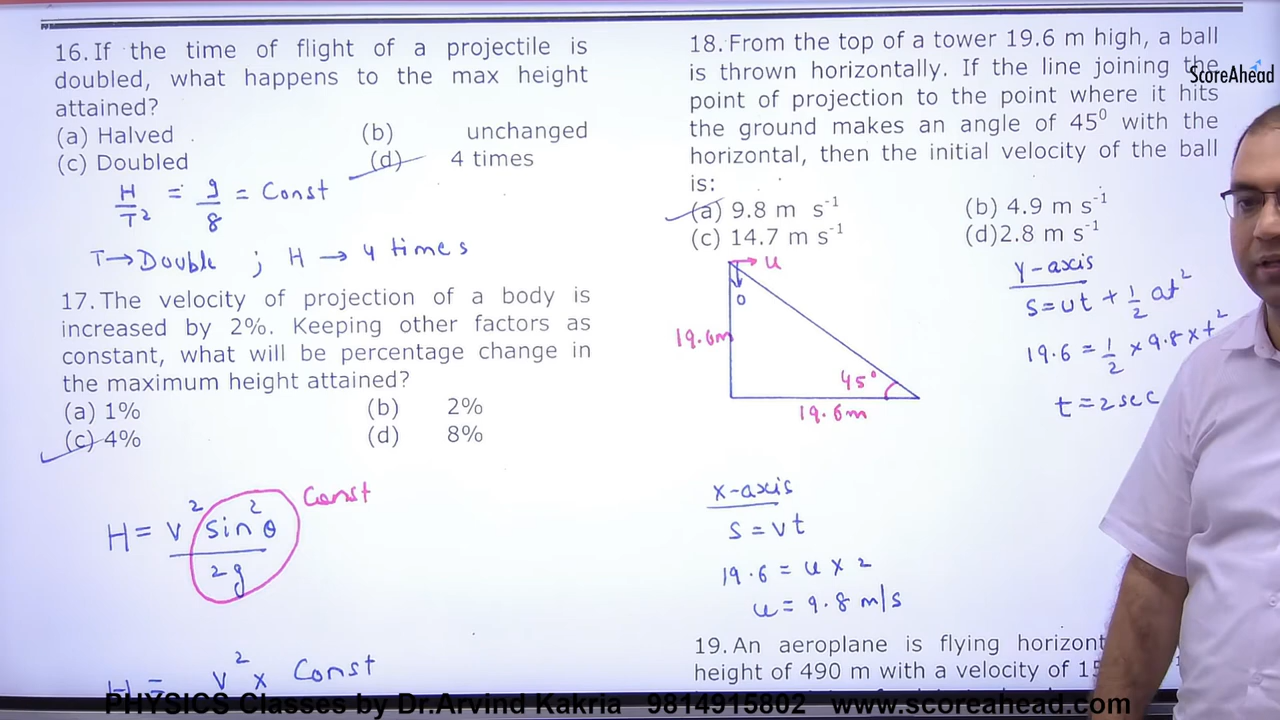 16. If the time of flight of a projectile is
doubled, what happens to the max height
attained?
(a) Halved (b) unchanged
(c) Doubled (d) 4 times
H/T² = g/8 = Const
T→Double ; H → 4 times
17. The velocity of projection of a body is
increased by 2%. Keeping other factors as
constant, what will be percentage change in
the maximum height attained?
(a) 1% (b) 2%
(c) 4% (d) 8%
Const
H = v² sin²θ
2g
v² x Const
18. From the top of a tower 19.6 m high, a ball
is thrown horizontally. If the line joining the
point of projection to the point where it hits
the ground makes an angle of 45⁰ with the
horizontal, then the initial velocity of the ball
is:
(a) 9.8 m s⁻¹ (b) 4.9 m s⁻¹
(c) 14.7 m s⁻¹ (d)2.8 m s⁻¹
u
0
19.6m
45°
19.6m
Y-axis
S=ut + 1/2 at²
19.6 = 1/2 x 9.8 x t²
t = 2 sec
x-axis
S = vt
19.6 = u x 2
u = 9.8 m/s
19. An aeroplane is flying
height of 490 m with a velocity of
ScoreAhead
PHYSICS Classes by Dr.Arvind Kakria 9814915802 www.scoreahead.com